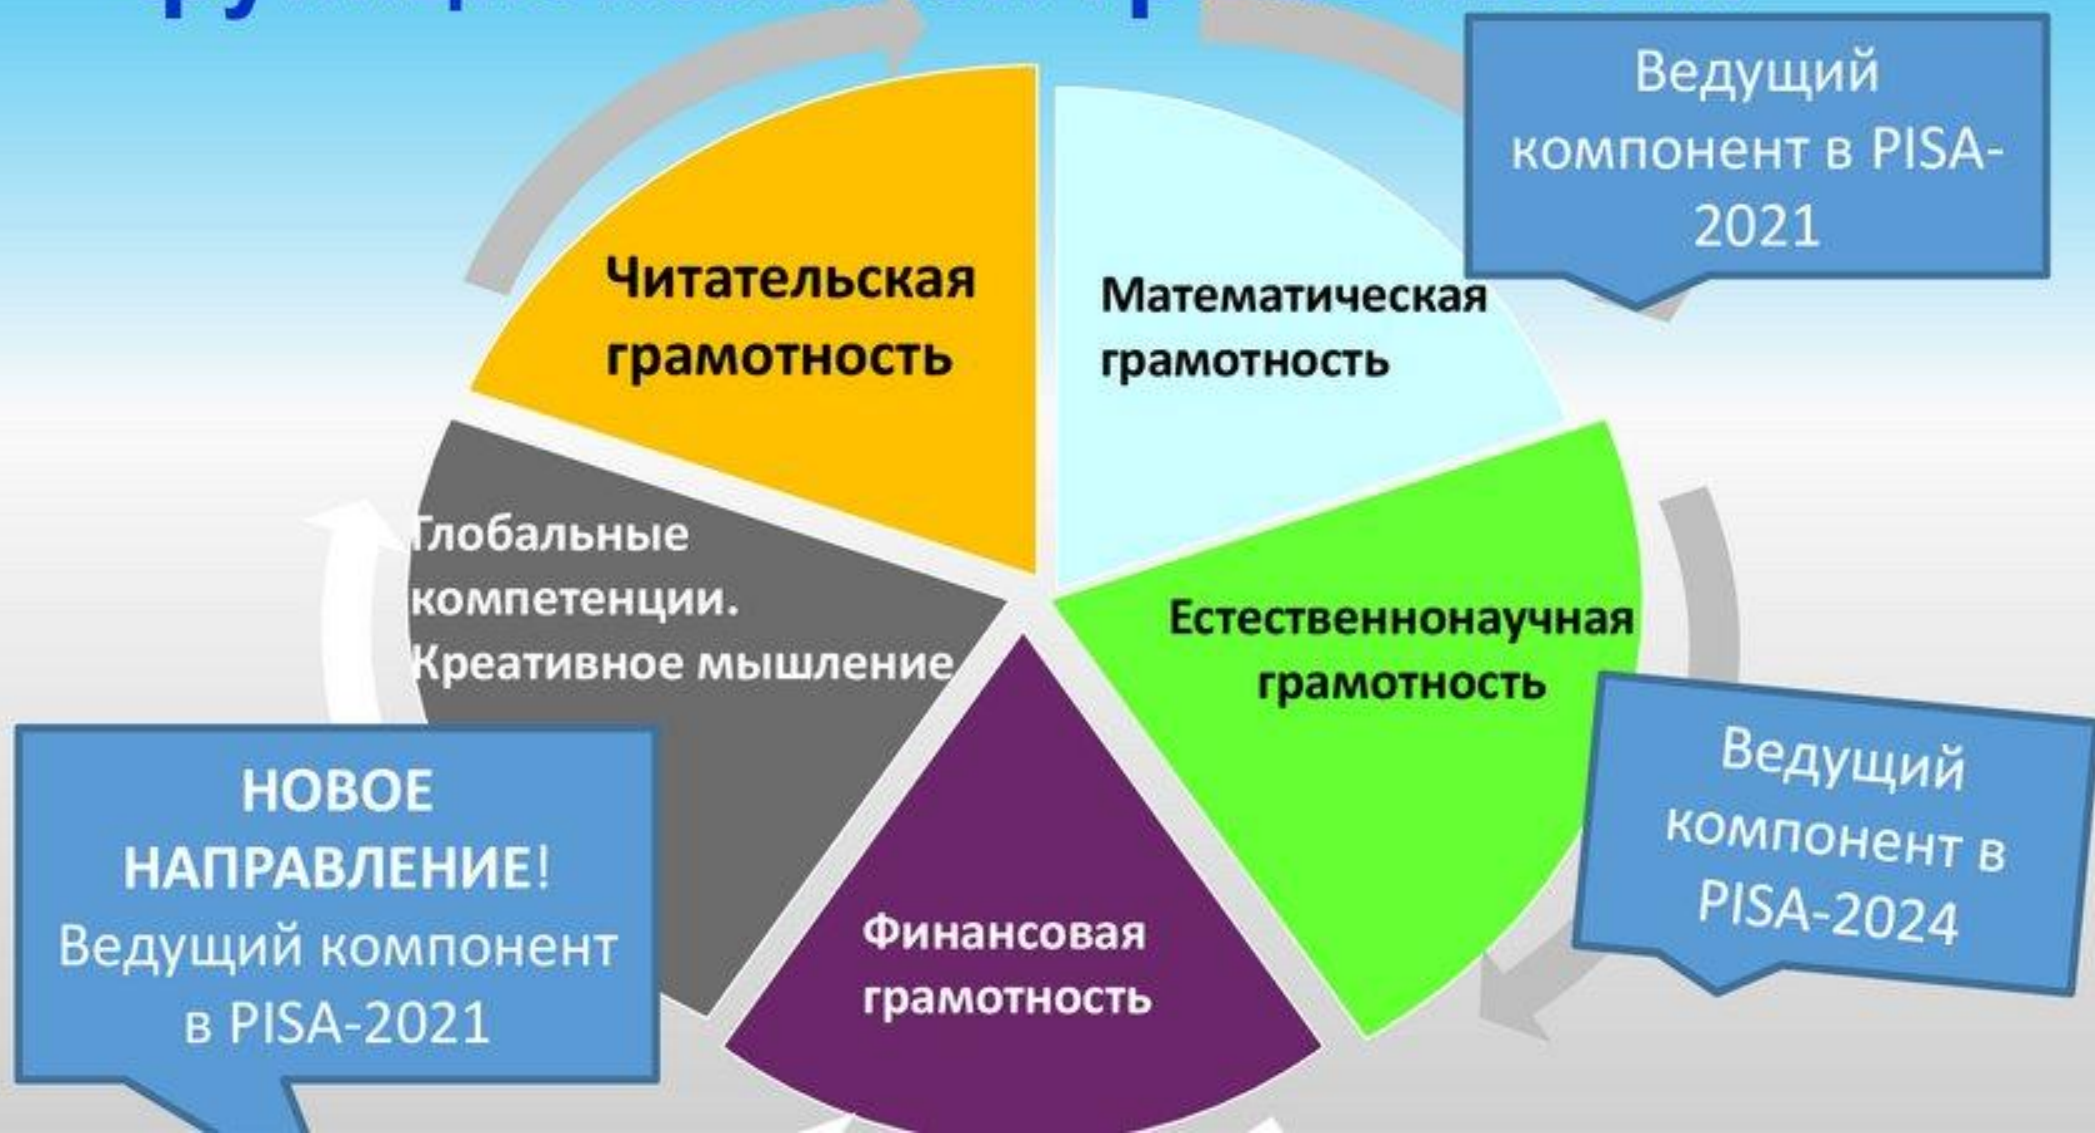 Ведущий
компонент в PISA-
2021
Читательская
грамотность
Математическая
грамотность
Глобальные
компетенции.
Креативное мышление
Естественнонаучная
грамотность
НОВОЕ
НАПРАВЛЕНИЕ!
Ведущий компонент
в PISA-2021
Ведущий
компонент в
PISA-2024
Финансовая
грамотность